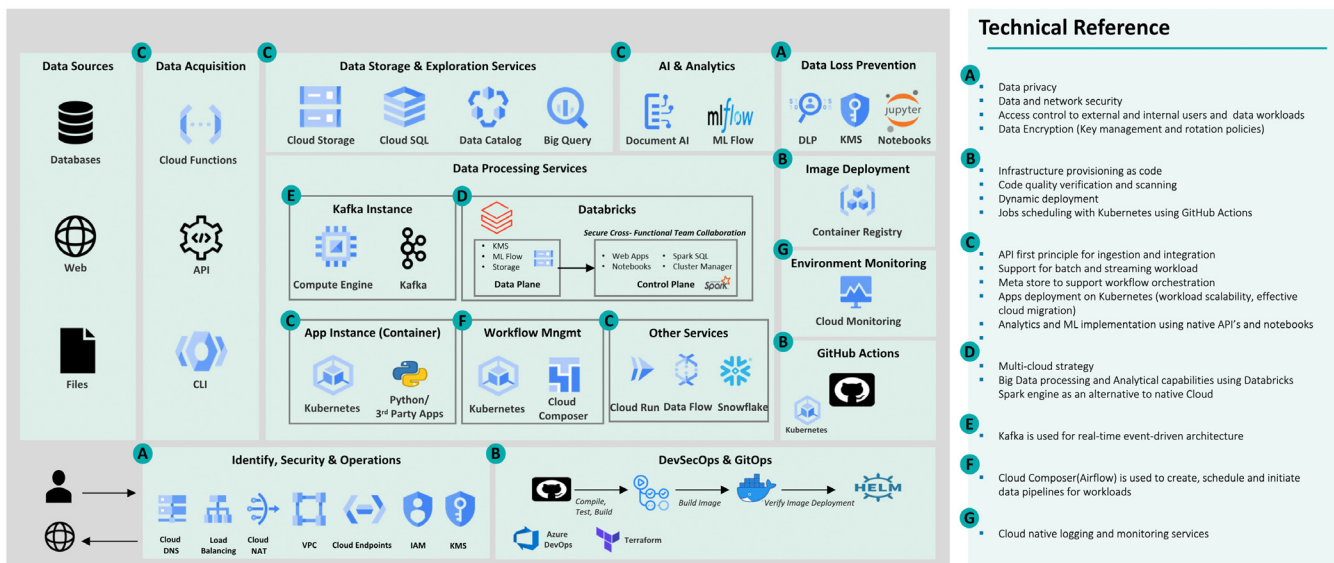 Technical Reference
C
C
C
A
Data Sources
Data Acquisition
Data Storage & Exploration Services
AI & Analytics
Data Loss Prevention
Databases
Web
Files
Cloud Functions
API
CLI
Cloud Storage
Cloud SQL
Data Catalog
Big Query
Document AI
mlflow
ML Flow
DLP
KMS
jupyter
Notebooks
Data Processing Services
E
Kafka Instance
Compute Engine
Kafka
D
Databricks
Secure Cross- Functional Team Collaboration
• KMS
• ML Flow
• Storage
Data Plane
• Web Apps
• Notebooks
• Spark SQL
• Cluster Manager
Control Plane
Spark
C
App Instance (Container)
Kubernetes
Python/
3rd Party Apps
F
Workflow Mngmt
Kubernetes
Cloud
Composer
C
Other Services
Cloud Run
Data Flow
Snowflake
B
Image Deployment
Container Registry
G
Environment Monitoring
Cloud Monitoring
B
GitHub Actions
Kubernetes
A
Identify, Security & Operations
Cloud
DNS
Load
Balancing
Cloud
NAT
VPC
Cloud Endpoints
IAM
KMS
B
DevSecOps & GitOps
Compile,
Test, Build
Build Image
Verify Image Deployment
HELM
Azure
DevOps
Terraform
A
Data privacy
Data and network security
Access control to external and internal users and data workloads
Data Encryption (Key management and rotation policies)
B
Infrastructure provisioning as code
Code quality verification and scanning
Dynamic deployment
Jobs scheduling with Kubernetes using GitHub Actions
C
API first principle for ingestion and integration
Support for batch and streaming workload
Meta store to support workflow orchestration
Apps deployment on Kubernetes (workload scalability, effective
cloud migration)
Analytics and ML implementation using native API's and notebooks
D
Multi-cloud strategy
Big Data processing and Analytical capabilities using Databricks
Spark engine as an alternative to native Cloud
E
Kafka is used for real-time event-driven architecture
F
Cloud Composer(Airflow) is used to create, schedule and initiate
data pipelines for workloads
G
Cloud native logging and monitoring services